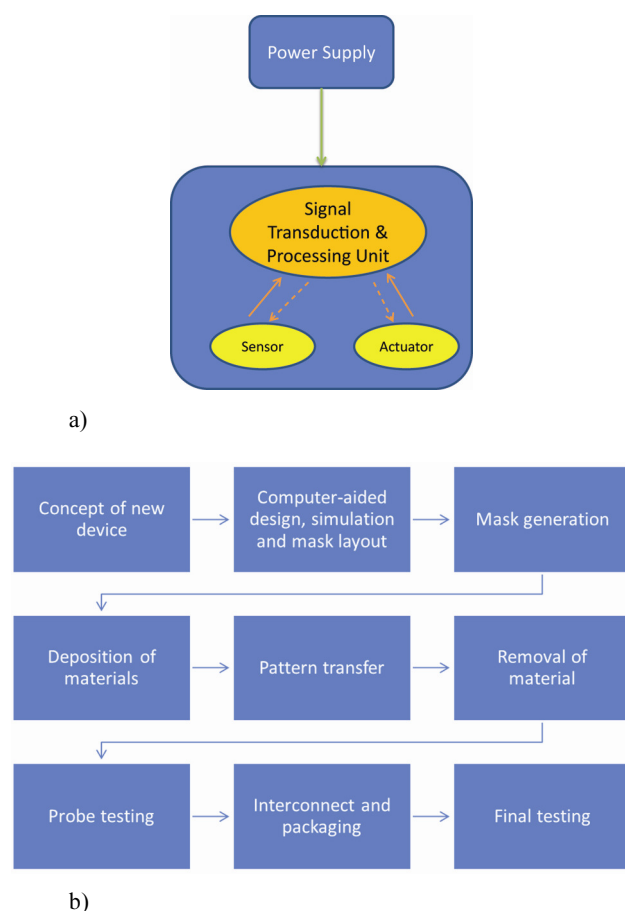 Power Supply
Signal
Transduction &
Processing Unit
Sensor
Actuator
a)
Concept of new
device
Computer-aided
design, simulation
and mask layout
Mask generation
Deposition of
materials
Pattern transfer
Removal of
material
Probe testing
Interconnect and
packaging
Final testing
b)